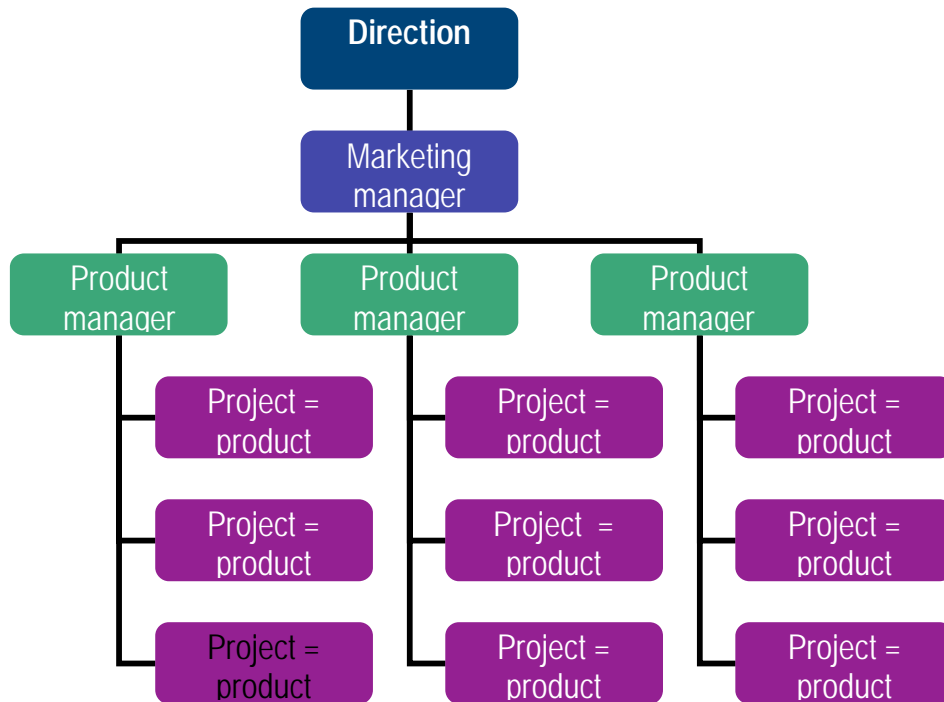 Direction
Marketing
manager
Product
manager
Product
manager
Product
manager
Project =
product
Project =
product
Project =
product
Project =
product
Project  =
product
Project =
product
Project =
product
Project =
product
Project =
product